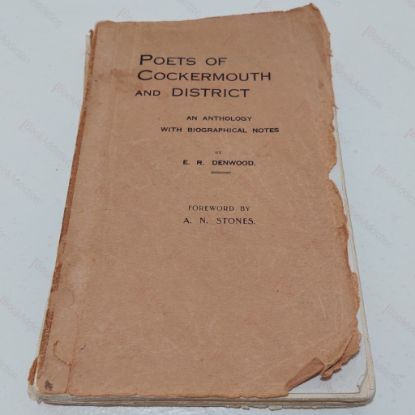 POETS OF
COCKERMOUTH
AND DISTRICT
AN ANTHOLOGY
WITH BIOGRAPHICAL NOTES
BY
E. R. DENWOOD.
FOREWORD BY
A. N. STONES.